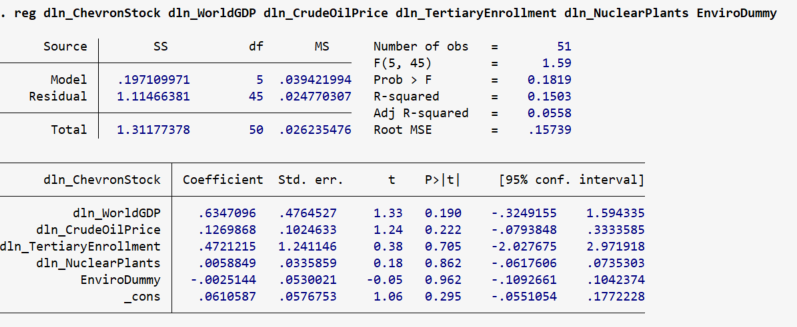 . reg dln_ChevronStock dln_WorldGDP dln_CrudeOilPrice dln_TertiaryEnrollment dln_NuclearPlants EnviroDummy
Source SS df MS Number of obs = 51
F(5, 45) = 1.59
Model .197109971 5 .039421994 Prob > F = 0.1819
Residual 1.11466381 45 .024770307 R-squared = 0.1503
Adj R-squared = 0.0558
Total 1.31177378 50 .026235476 Root MSE = .15739
dln_ChevronStock Coefficient Std. err. t P>|t| [95% conf. interval]
dln_WorldGDP .6347096 .4764527 1.33 0.190 -.3249155 1.594335
dln_CrudeOilPrice .1269868 .1024633 1.24 0.222 -.0793848 .3333585
dln_TertiaryEnrollment .4721215 1.241146 0.38 0.705 -2.027675 2.971918
dln_NuclearPlants .0058849 .0335859 0.18 0.862 -.0617606 .0735303
EnviroDummy -.0025144 .0530021 -0.05 0.962 -.1092661 .1042374
_cons .0610587 .0576753 1.06 0.295 -.0551054 .1772228